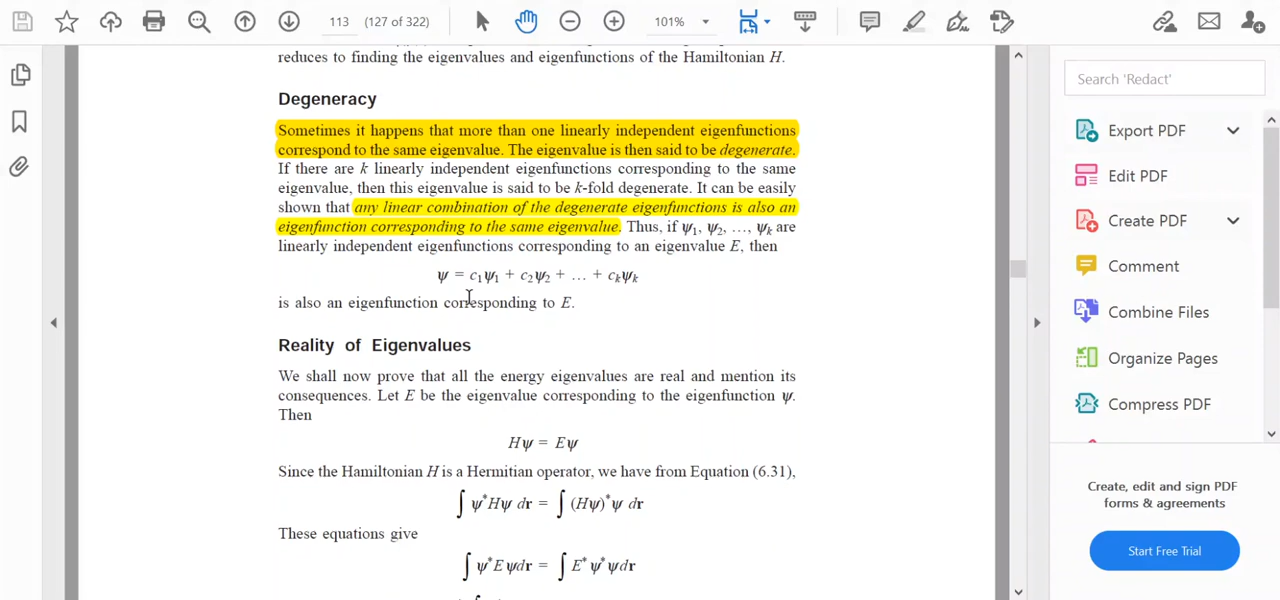 113 (127 of 322) 101%
reduces to finding the eigenvalues and eigenfunctions of the Hamiltonian H.
Degeneracy
Sometimes it happens that more than one linearly independent eigenfunctions
correspond to the same eigenvalue. The eigenvalue is then said to be degenerate.
If there are k linearly independent eigenfunctions corresponding to the same
eigenvalue, then this eigenvalue is said to be k-fold degenerate. It can be easily
shown that any linear combination of the degenerate eigenfunctions is also an
eigenfunction corresponding to the same eigenvalue. Thus, if ψ₁, ψ₂, ..., ψₖ are
linearly independent eigenfunctions corresponding to an eigenvalue E, then
ψ = c₁ψ₁ + c₂ψ₂ + ... + cₖψₖ
is also an eigenfunction corresponding to E.
Reality of Eigenvalues
We shall now prove that all the energy eigenvalues are real and mention its
consequences. Let E be the eigenvalue corresponding to the eigenfunction ψ.
Then
Hψ = Eψ
Since the Hamiltonian H is a Hermitian operator, we have from Equation (6.31),
∫ ψ*Hψ dr = ∫ (Hψ)*ψ dr
These equations give
∫ ψ*Eψdr = ∫ E*ψ*ψdr
Search 'Redact'
Export PDF
Edit PDF
Create PDF
Comment
Combine Files
Organize Pages
Compress PDF
Create, edit and sign PDF
forms & agreements
Start Free Trial